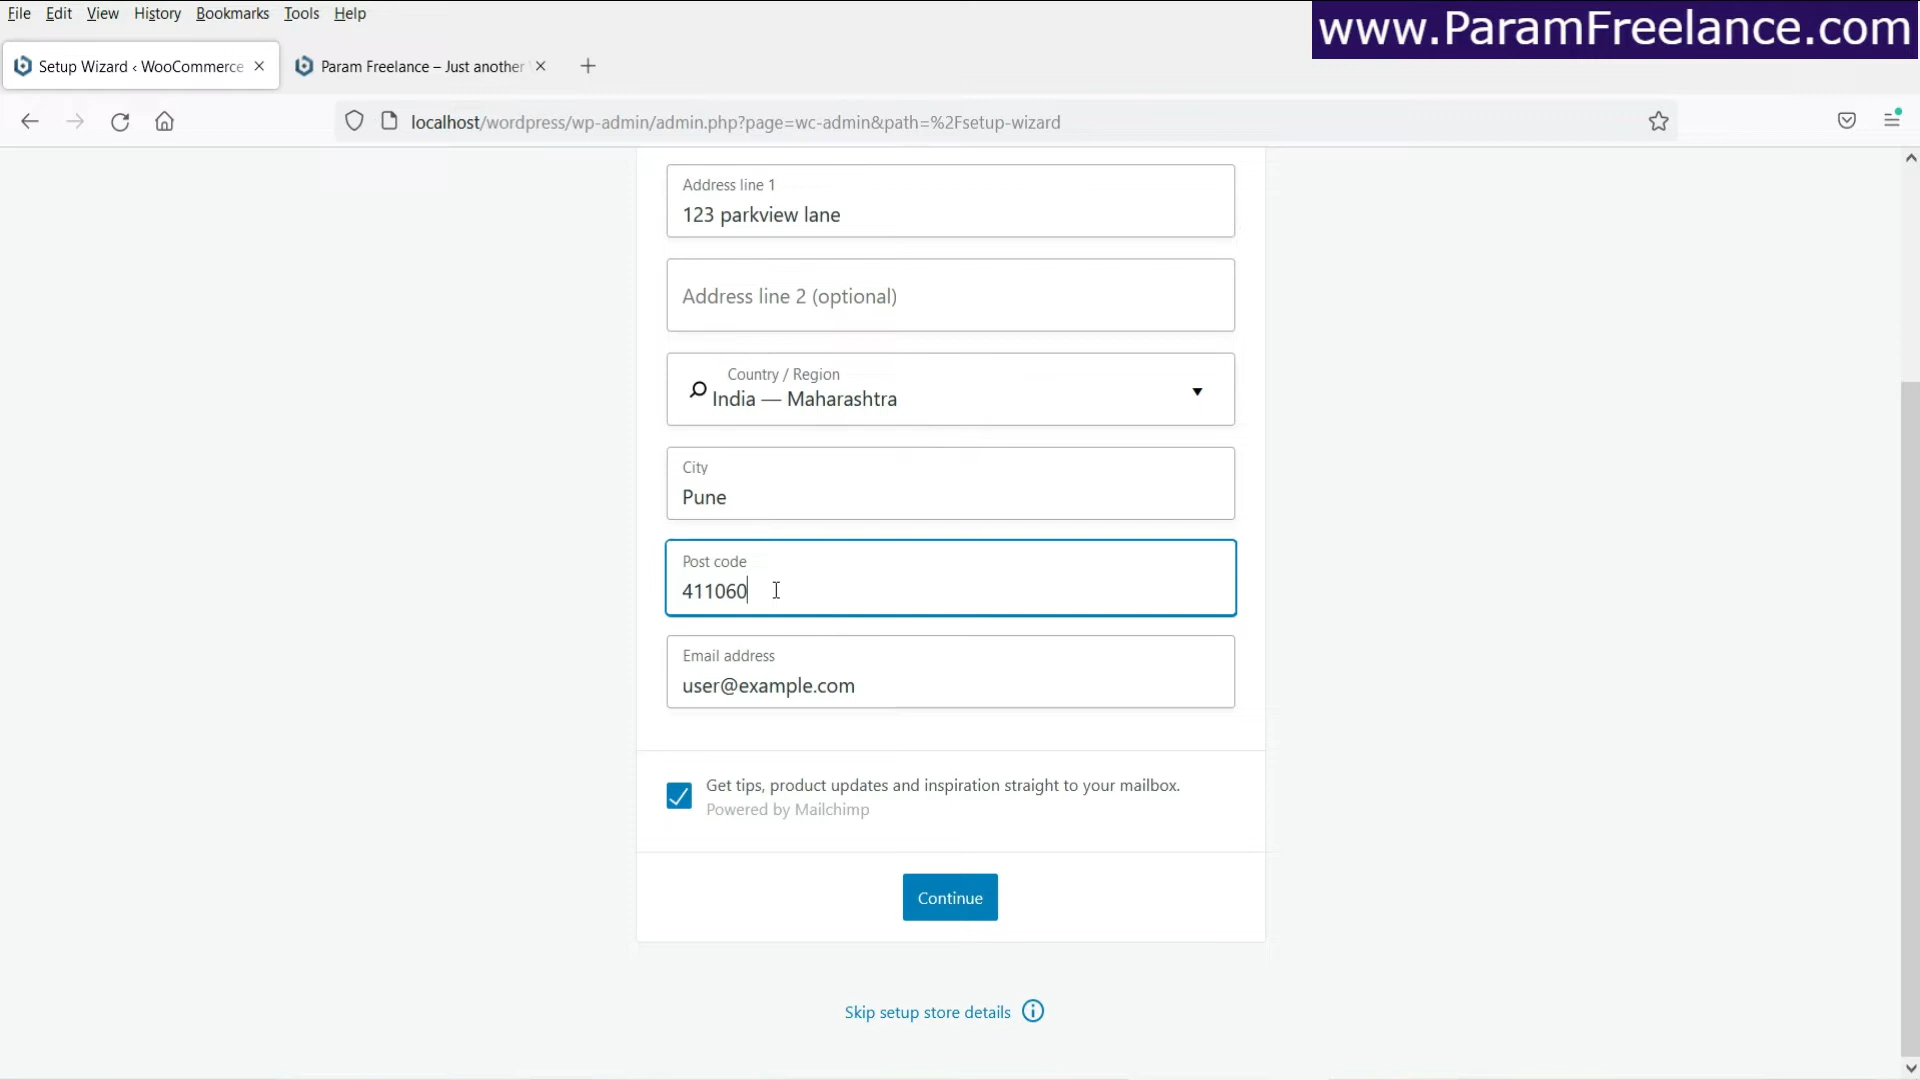 File Edit View History Bookmarks Tools Help
www.ParamFreelance.com
Setup Wizard ‹ WooCommerce
Param Freelance – Just another
localhost/wordpress/wp-admin/admin.php?page=wc-admin&path=%2Fsetup-wizard
Address line 1
123 parkview lane
Address line 2 (optional)
Country / Region
India — Maharashtra
City
Pune
Post code
411060
Email address
user@example.com
Get tips, product updates and inspiration straight to your mailbox.
Powered by Mailchimp
Continue
Skip setup store details